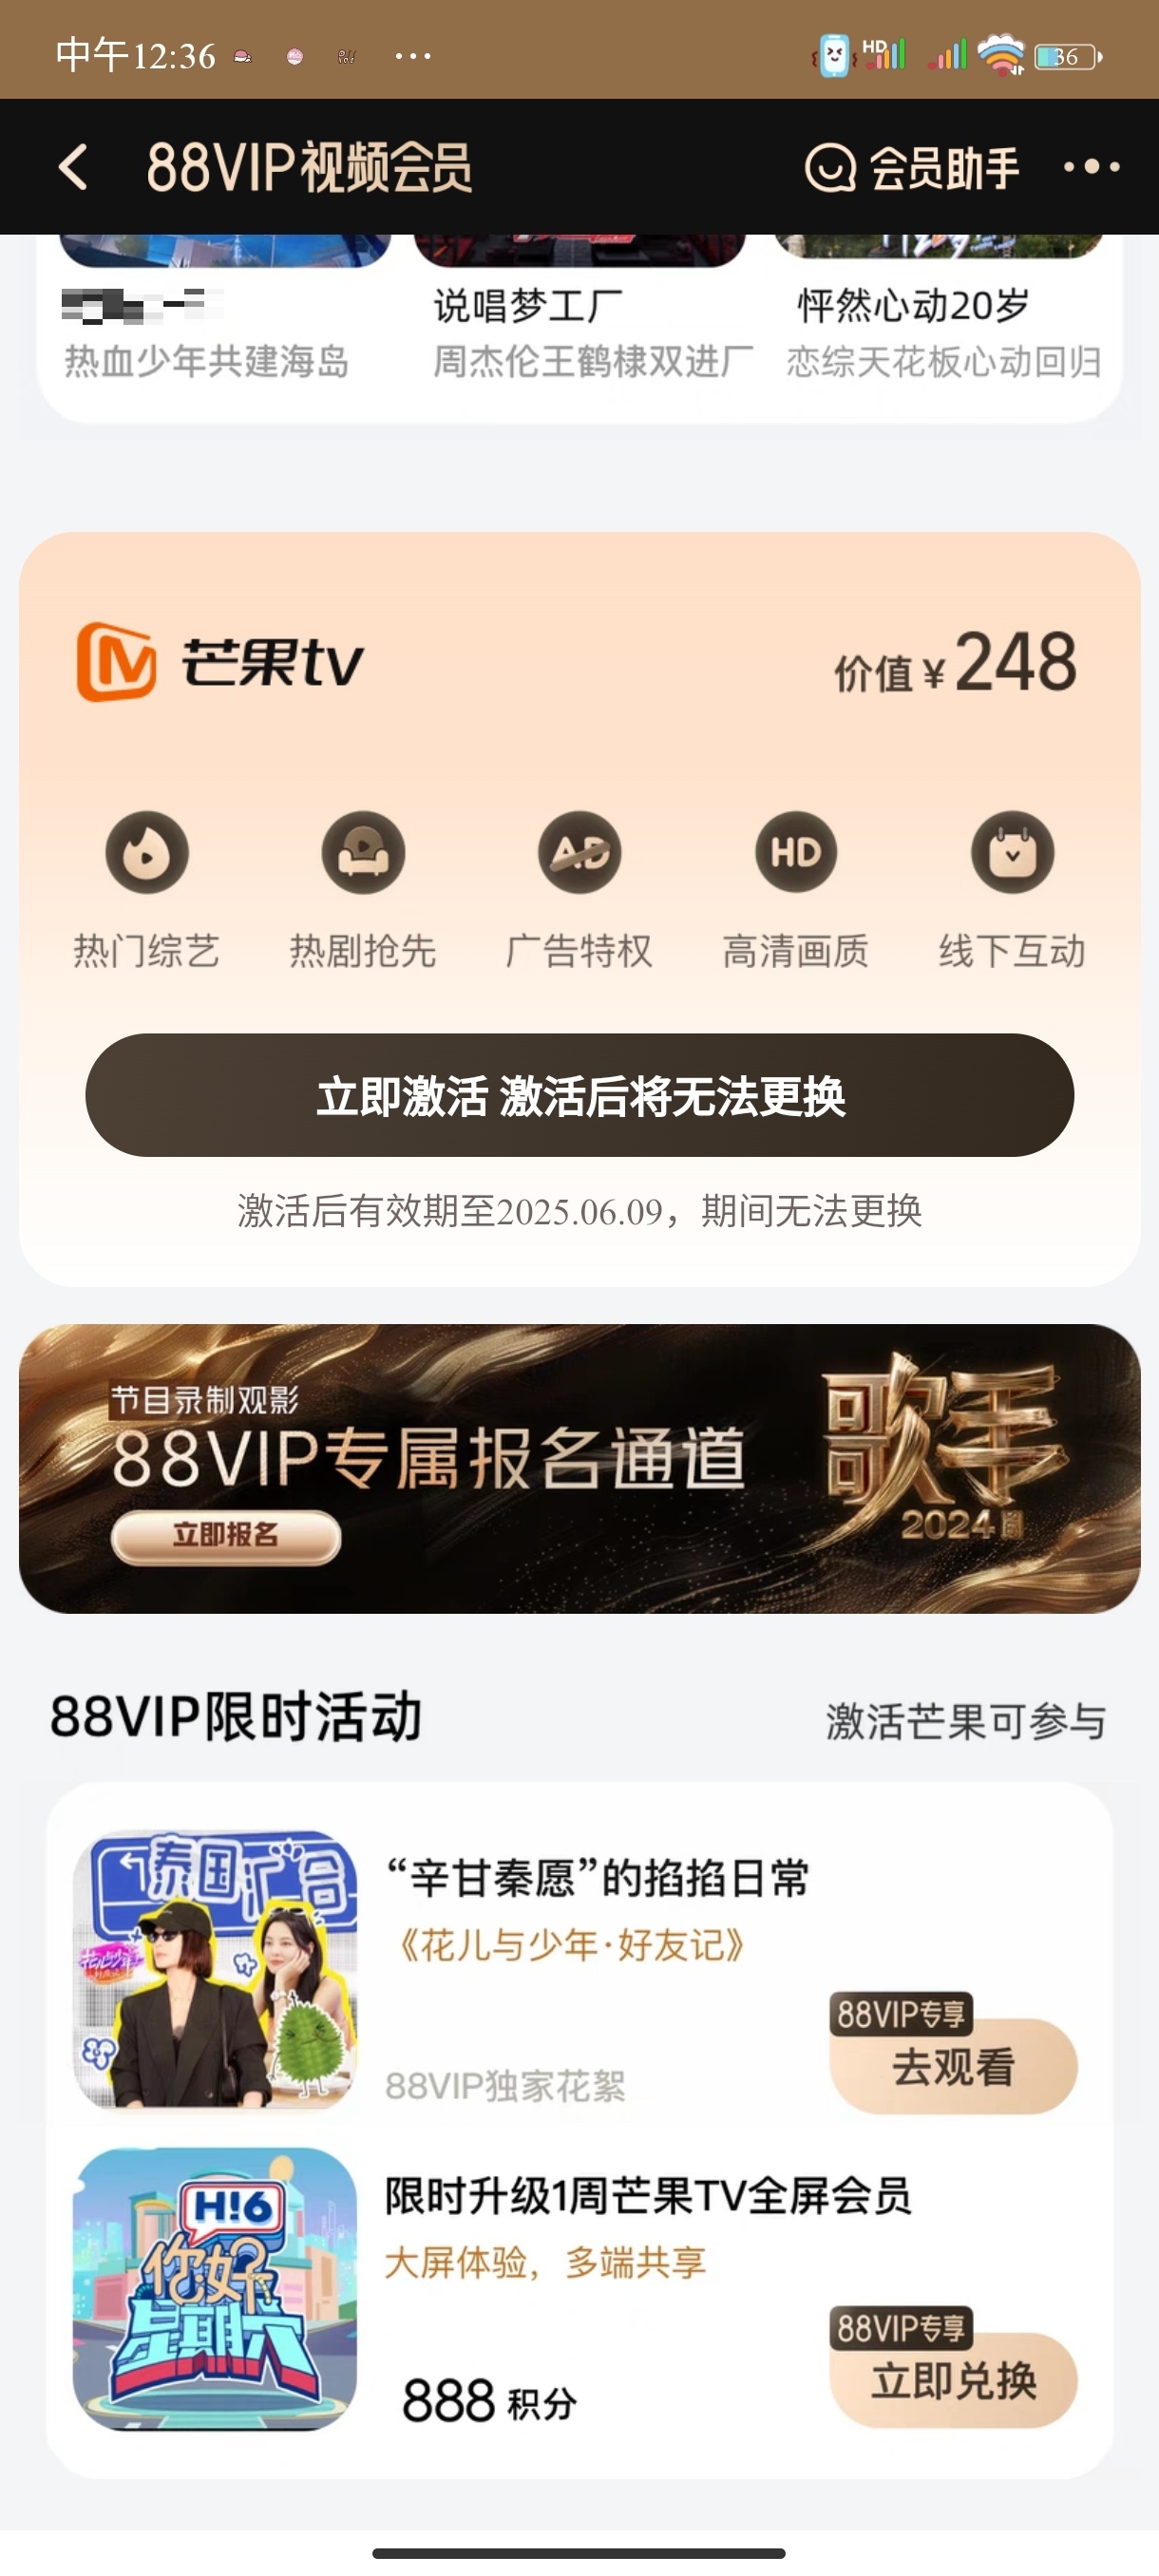 中午12:36
HD
36
88VIP视频会员
会员助手
说唱梦工厂
怦然心动20岁
热血少年共建海岛
周杰伦王鹤棣双进厂
恋综天花板心动回归
芒果tv
价值¥248
AD
HD
热门综艺
热剧抢先
广告特权
高清画质
线下互动
立即激活 激活后将无法更换
激活后有效期至2025.06.09，期间无法更换
节目录制观影
88VIP专属报名通道
立即报名
歌手
2024
88VIP限时活动
激活芒果可参与
泰国汇合
花儿与少年
“辛甘秦愿”的掐掐日常
《花儿与少年·好友记》
88VIP独家花絮
88VIP专享
去观看
H!6
你好
星期六
限时升级1周芒果TV全屏会员
大屏体验，多端共享
888 积分
88VIP专享
立即兑换